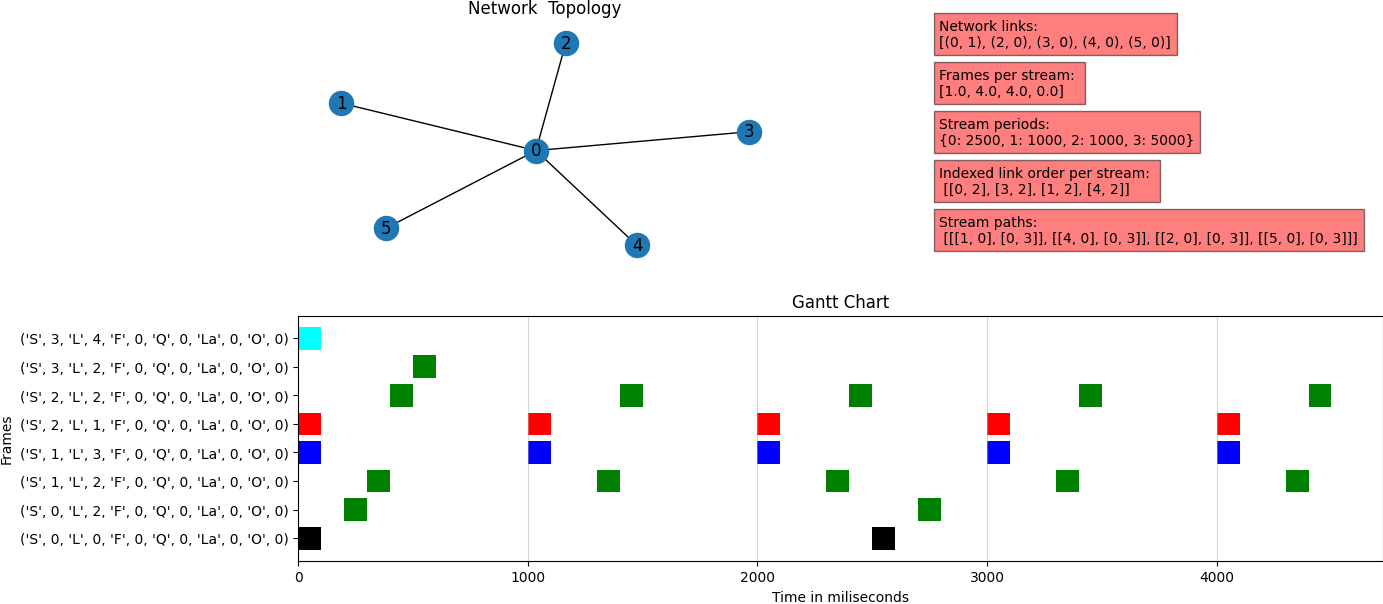 Network  Topology
2
1
3
0
5
4
Network links:
[(0, 1), (2, 0), (3, 0), (4, 0), (5, 0)]
Frames per stream:
[1.0, 4.0, 4.0, 0.0]
Stream periods:
{0: 2500, 1: 1000, 2: 1000, 3: 5000}
Indexed link order per stream:
[[0, 2], [3, 2], [1, 2], [4, 2]]
Stream paths:
[[[1, 0], [0, 3]], [[4, 0], [0, 3]], [[2, 0], [0, 3]], [[5, 0], [0, 3]]]
Gantt Chart
Frames
('S', 3, 'L', 4, 'F', 0, 'Q', 0, 'La', 0, 'O', 0)
('S', 3, 'L', 2, 'F', 0, 'Q', 0, 'La', 0, 'O', 0)
('S', 2, 'L', 2, 'F', 0, 'Q', 0, 'La', 0, 'O', 0)
('S', 2, 'L', 1, 'F', 0, 'Q', 0, 'La', 0, 'O', 0)
('S', 1, 'L', 3, 'F', 0, 'Q', 0, 'La', 0, 'O', 0)
('S', 1, 'L', 2, 'F', 0, 'Q', 0, 'La', 0, 'O', 0)
('S', 0, 'L', 2, 'F', 0, 'Q', 0, 'La', 0, 'O', 0)
('S', 0, 'L', 0, 'F', 0, 'Q', 0, 'La', 0, 'O', 0)
0 1000 2000 3000 4000
Time in miliseconds